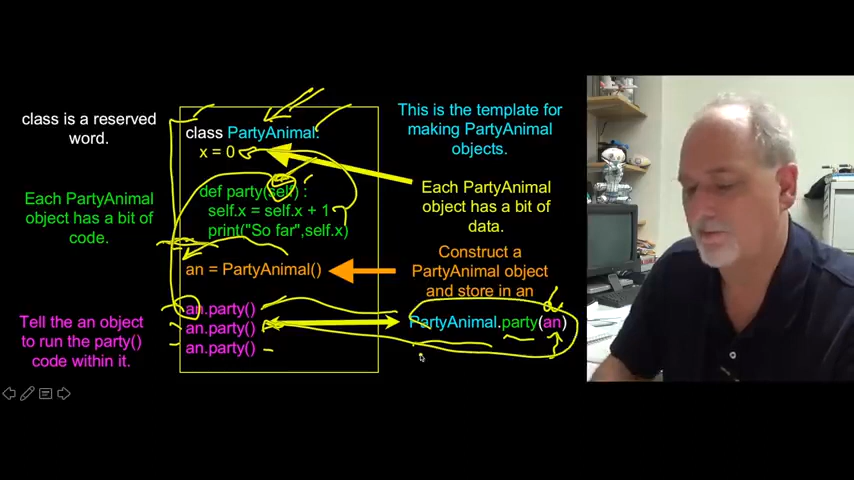 class is a reserved
word.
Each PartyAnimal
object has a bit of
code.
Tell the an object
to run the party()
code within it.
class PartyAnimal:
x = 0
def party(self) :
self.x = self.x + 1
print("So far",self.x)
an = PartyAnimal()
an.party()
an.party()
an.party()
This is the template for
making PartyAnimal
objects.
Each PartyAnimal
object has a bit of
data.
Construct a
PartyAnimal object
and store in an
PartyAnimal.party(an)